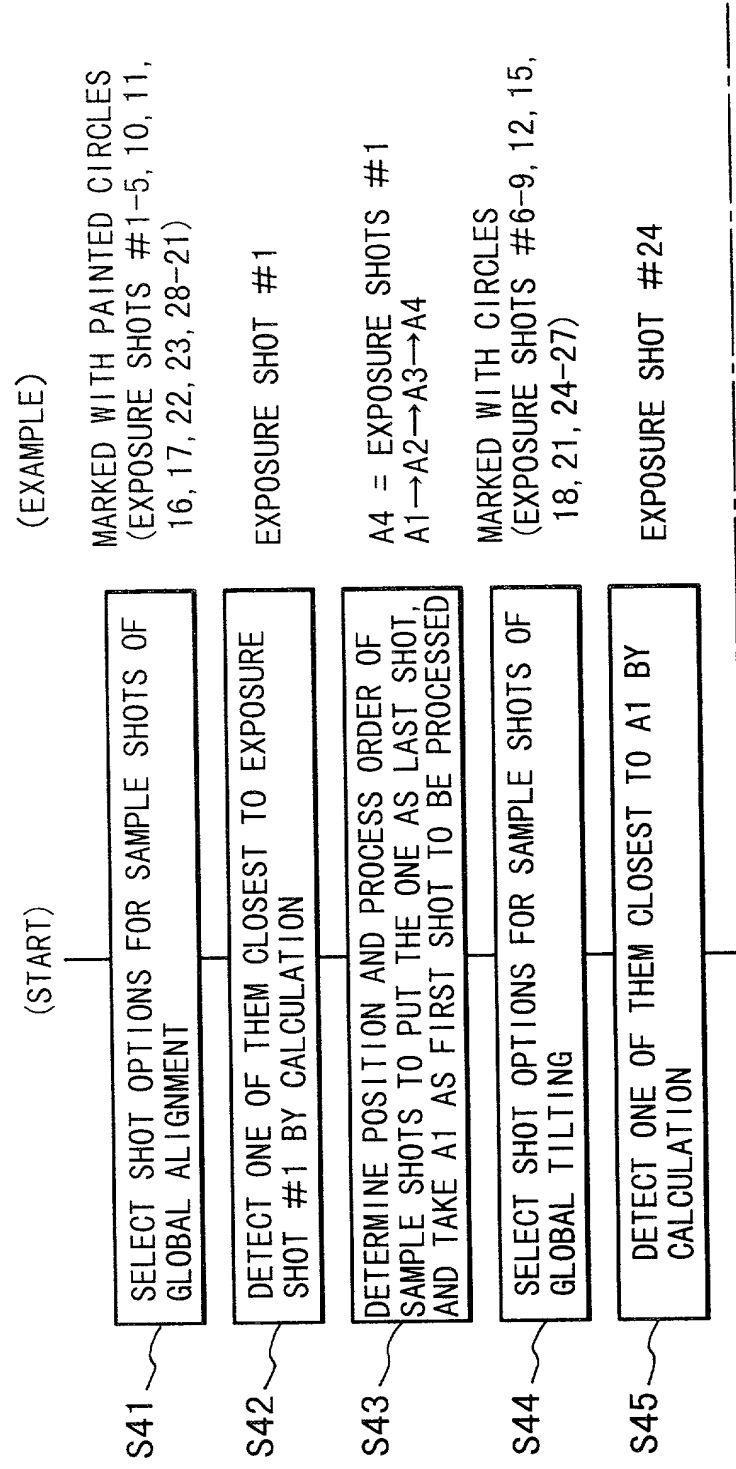 (START)
(EXAMPLE)
S41
SELECT SHOT OPTIONS FOR SAMPLE SHOTS OF
GLOBAL ALIGNMENT
MARKED WITH PAINTED CIRCLES
(EXPOSURE SHOTS #1-5, 10, 11,
16, 17, 22, 23, 28-21)
S42
DETECT ONE OF THEM CLOSEST TO EXPOSURE
SHOT #1 BY CALCULATION
EXPOSURE SHOT #1
S43
DETERMINE POSITION AND PROCESS ORDER OF
SAMPLE SHOTS TO PUT THE ONE AS LAST SHOT,
AND TAKE A1 AS FIRST SHOT TO BE PROCESSED
A4 = EXPOSURE SHOTS #1
A1→A2→A3→A4
S44
SELECT SHOT OPTIONS FOR SAMPLE SHOTS OF
GLOBAL TILTING
MARKED WITH CIRCLES
(EXPOSURE SHOTS #6-9, 12, 15,
18, 21, 24-27)
S45
DETECT ONE OF THEM CLOSEST TO A1 BY
CALCULATION
EXPOSURE SHOT #24